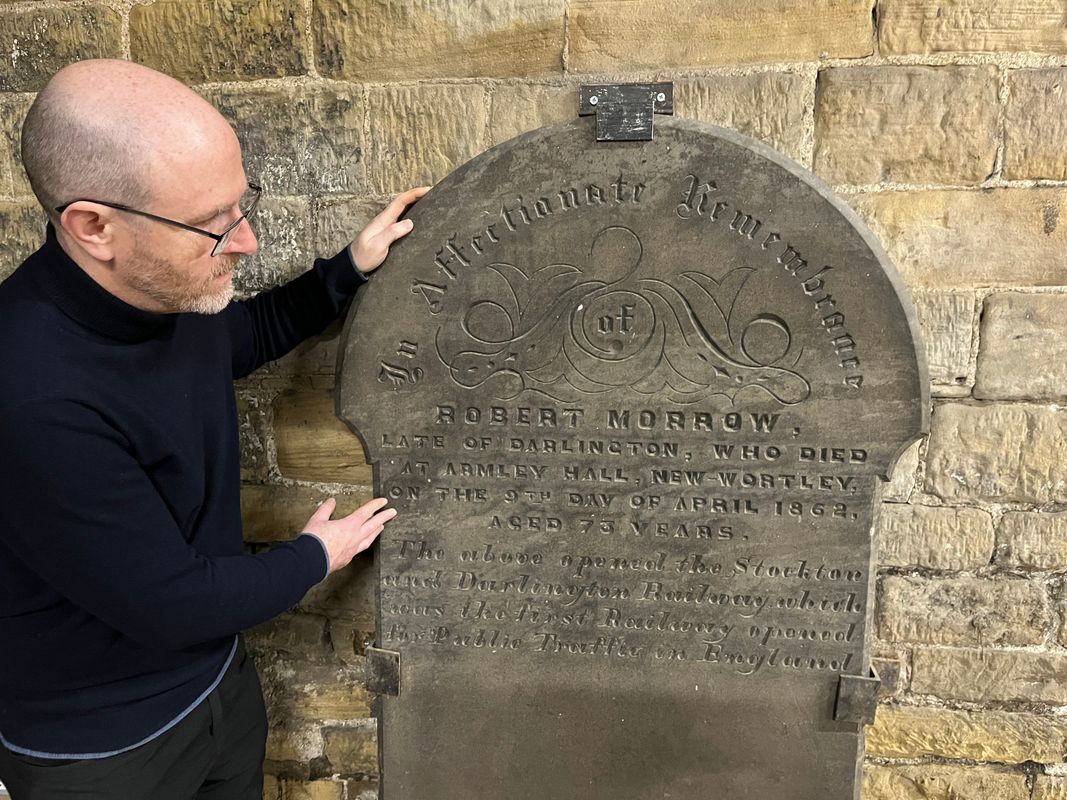 In Affectionate Remembrance
of
ROBERT MORROW,
LATE OF DARLINGTON, WHO DIED
AT ARMLEY HALL, NEW-WORTLEY,
ON THE 9TH DAY OF APRIL 1862,
AGED 73 YEARS.
The above opened the Stockton
and Darlington Railway which
was the first Railway opened
for Public Traffic in England